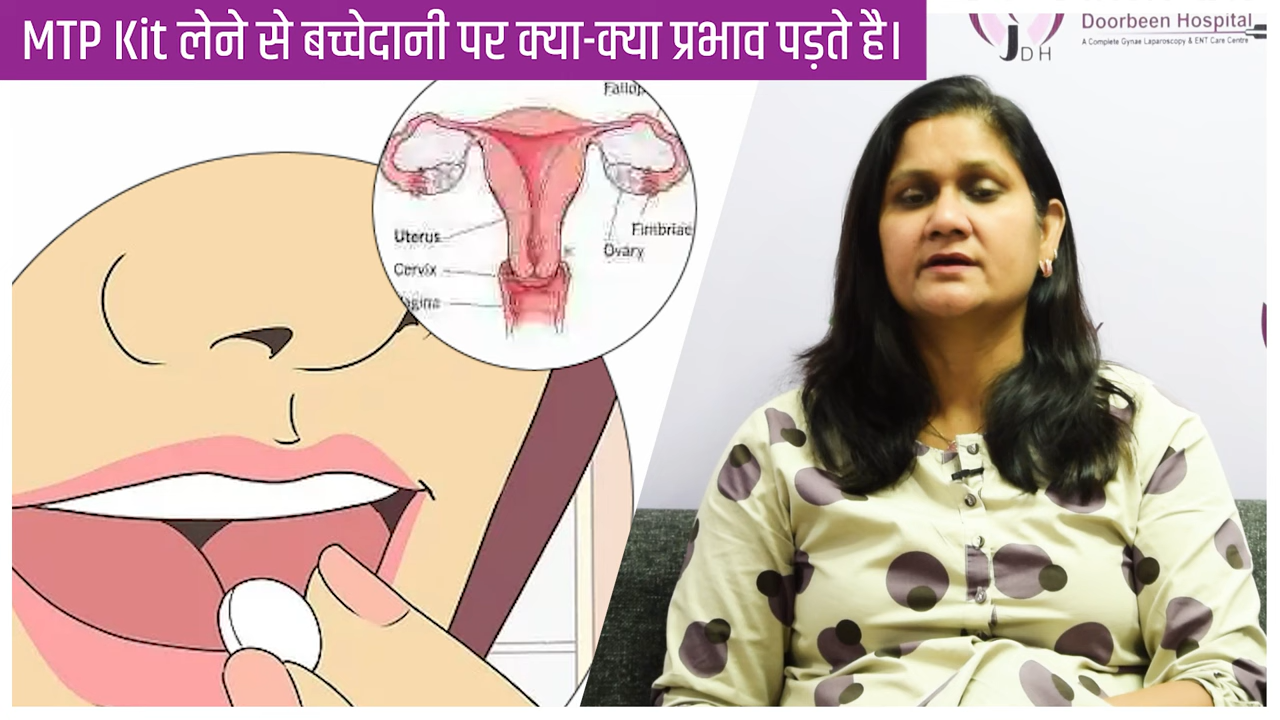 MTP Kit लेने से बच्चेदानी पर क्या-क्या प्रभाव पड़ते है।
Doorbeen Hospital
A Complete Gynae Laparoscopy & ENT Care Centre
JDH
Uterus
Fimbriae
Ovary
Cervix